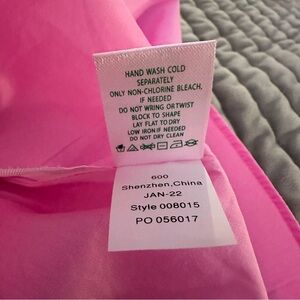 HAND WASH COLD
SEPARATELY
ONLY NON-CHLORINE BLEACH.
IF NEEDED
DO NOT WRING ORTWIST
BLOCK TO SHAPE
LAY FLAT TO DRY
LOW IRON IF NEEDED
DO NOT DRY CLEAN
600
Shenzhen,China
JAN-22
Style 008015
PO 056017